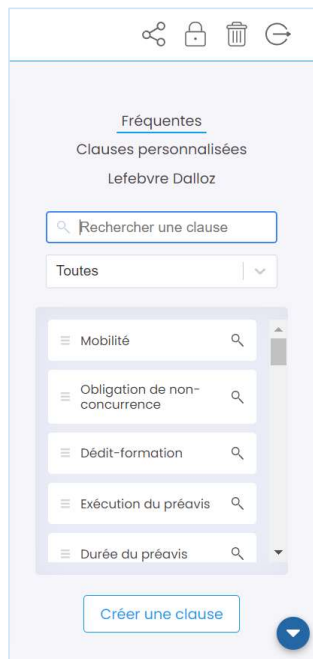 Fréquentes
Clauses personnalisées
Lefebvre Dalloz
Rechercher une clause
Toutes
Mobilité
Obligation de non-
concurrence
Dédit-formation
Exécution du préavis
Durée du préavis
Créer une clause